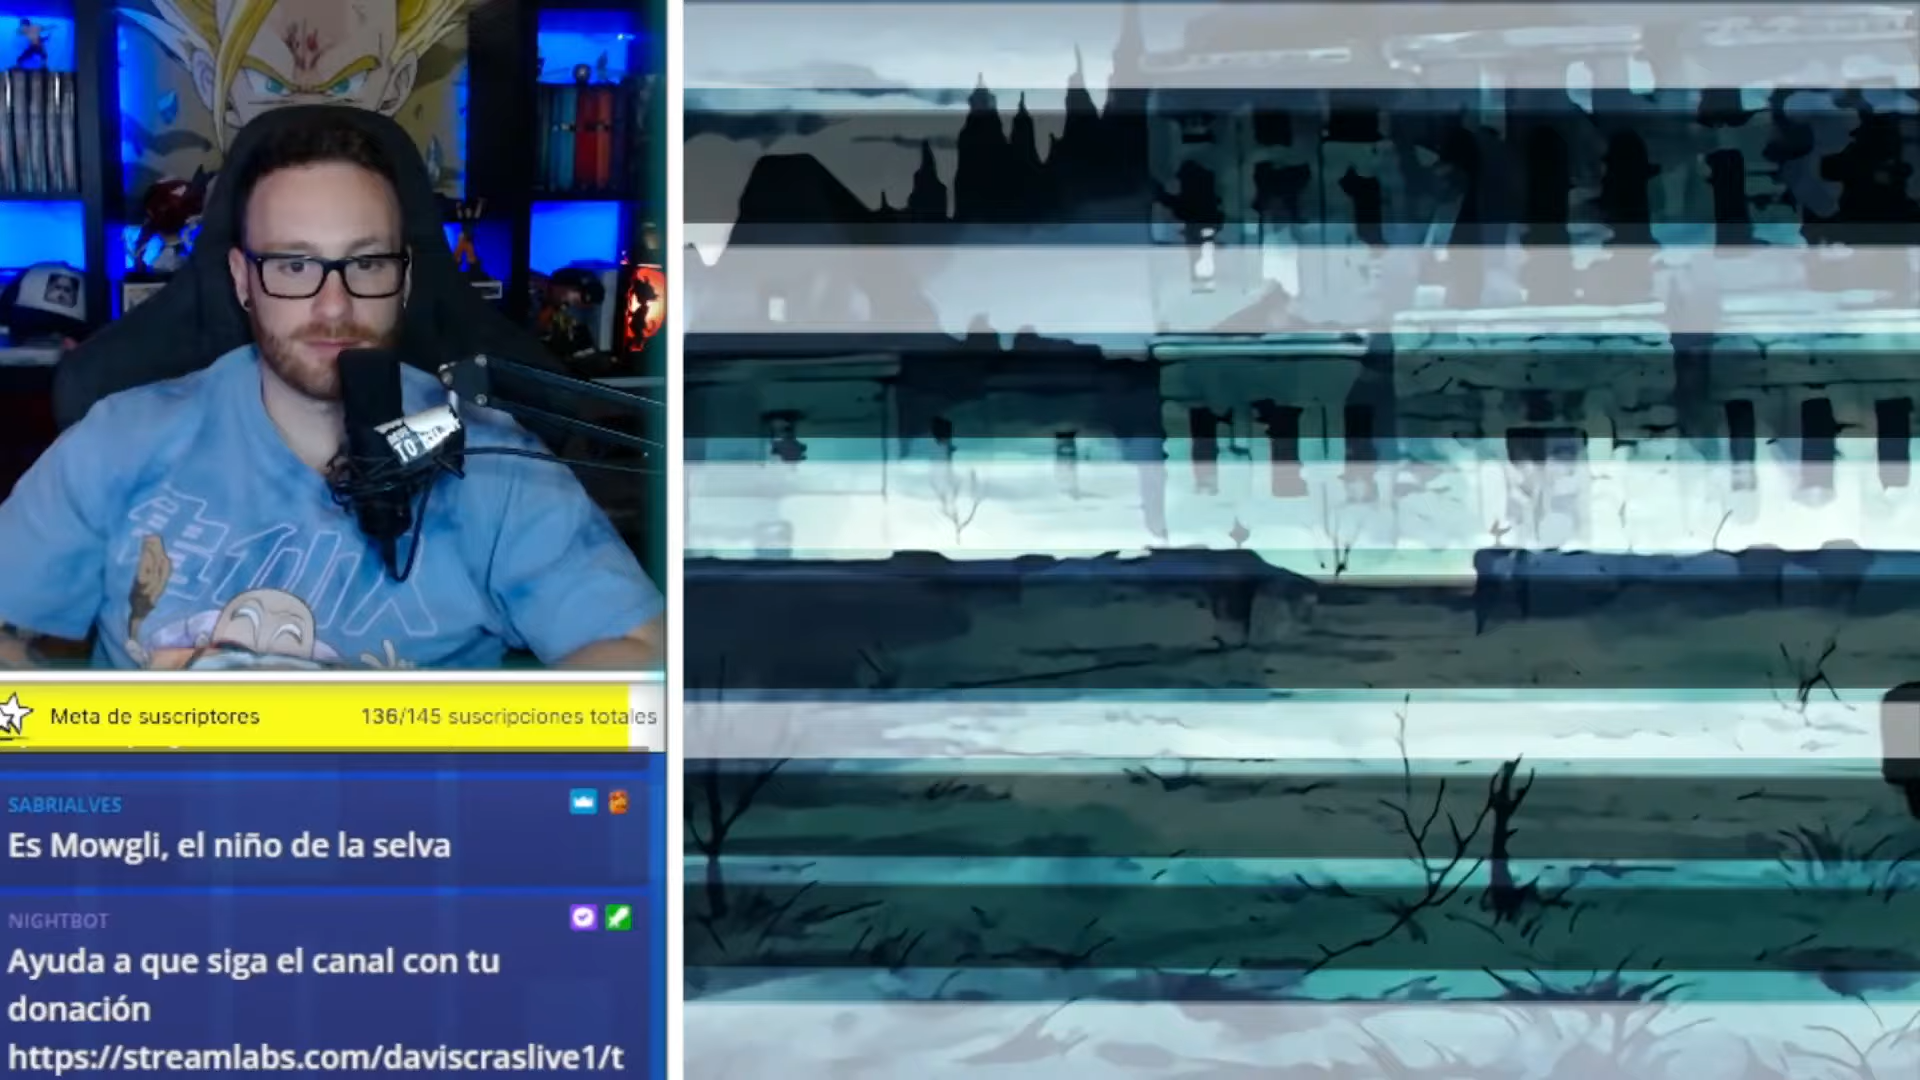 Meta de suscriptores 136/145 suscripciones totales
SABRIALVES
Es Mowgli, el niño de la selva
NIGHTBOT
Ayuda a que siga el canal con tu
donación
https://streamlabs.com/daviscraslive1/t